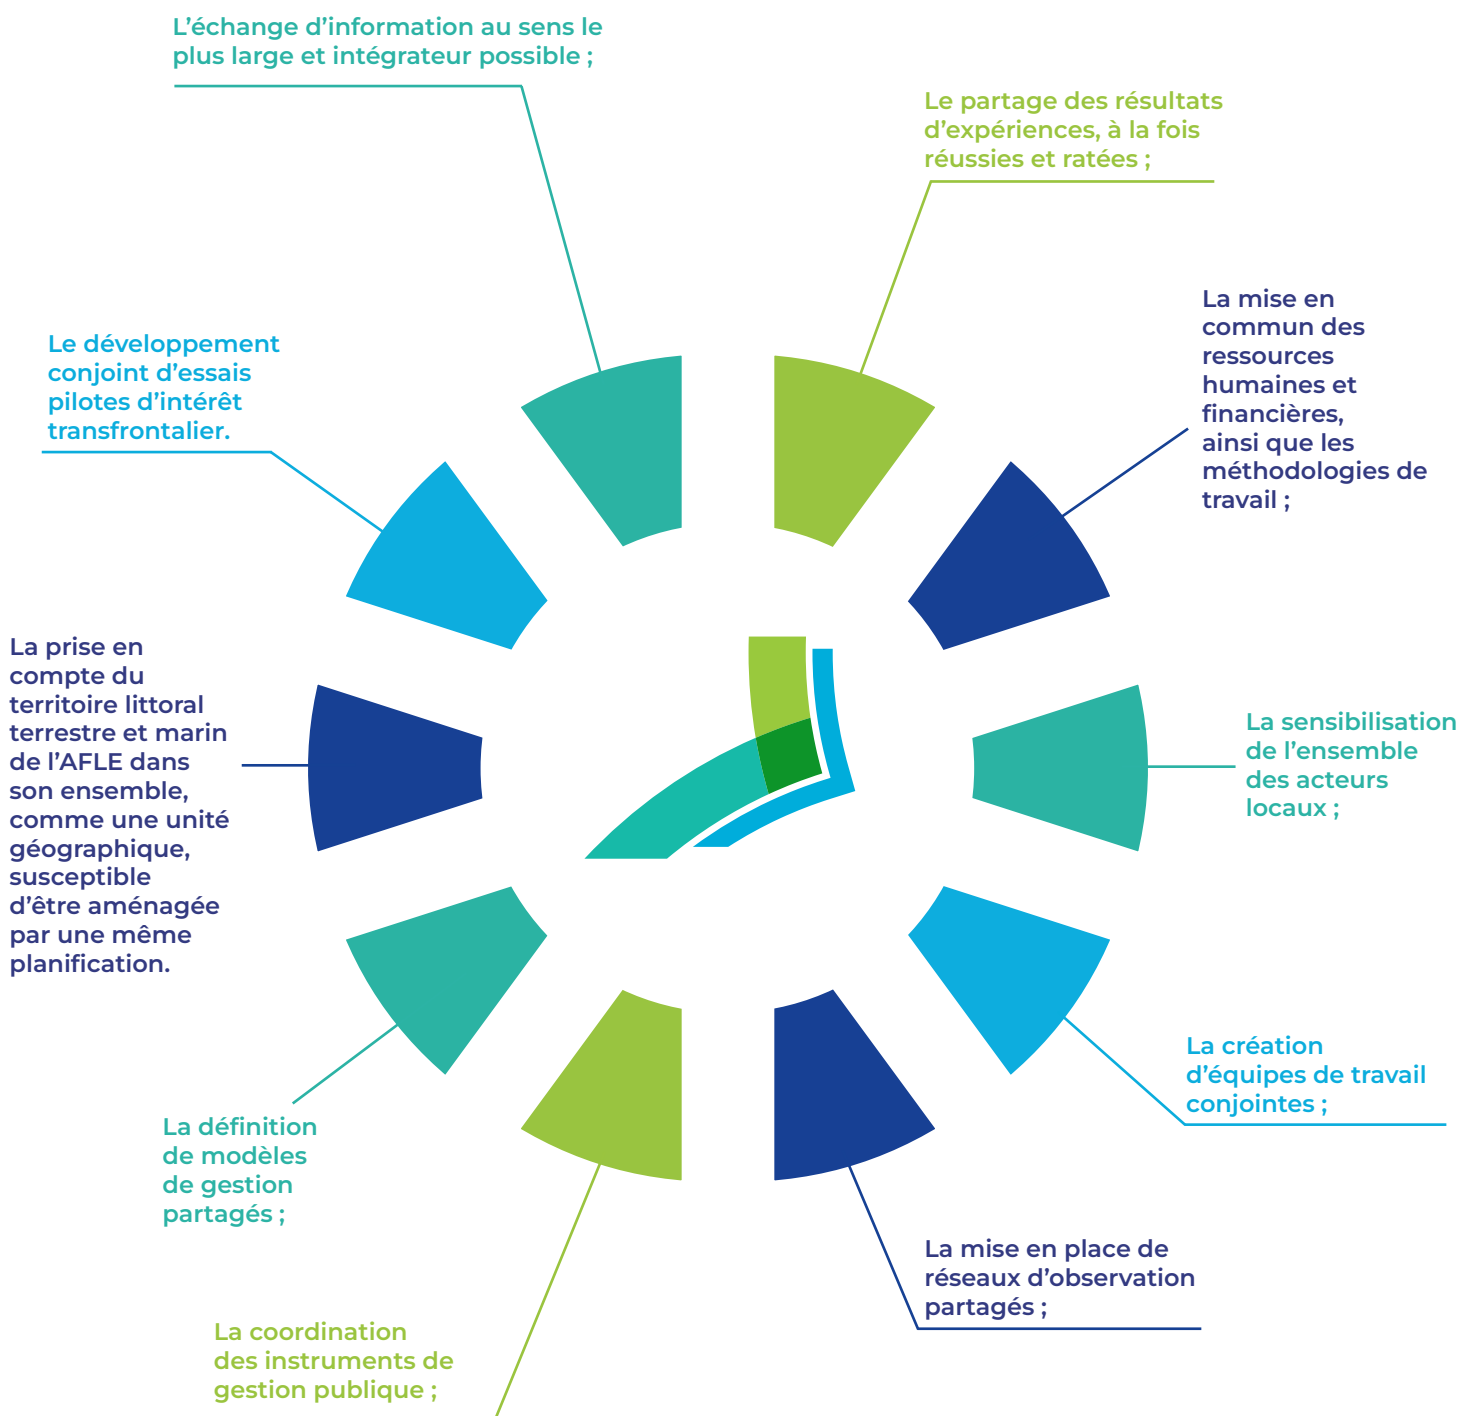 L’échange d’information au sens le
plus large et intégrateur possible ;
Le partage des résultats
d’expériences, à la fois
réussies et ratées ;
La mise en
commun des
ressources
humaines et
financières,
ainsi que les
méthodologies de
travail ;
La sensibilisation
de l’ensemble
des acteurs
locaux ;
La création
d’équipes de travail
conjointes ;
La mise en place de
réseaux d’observation
partagés ;
La coordination
des instruments de
gestion publique ;
La définition
de modèles
de gestion
partagés ;
La prise en
compte du
territoire littoral
terrestre et marin
de l’AFLE dans
son ensemble,
comme une unité
géographique,
susceptible
d’être aménagée
par une même
planification.
Le développement
conjoint d’essais
pilotes d’intérêt
transfrontalier.